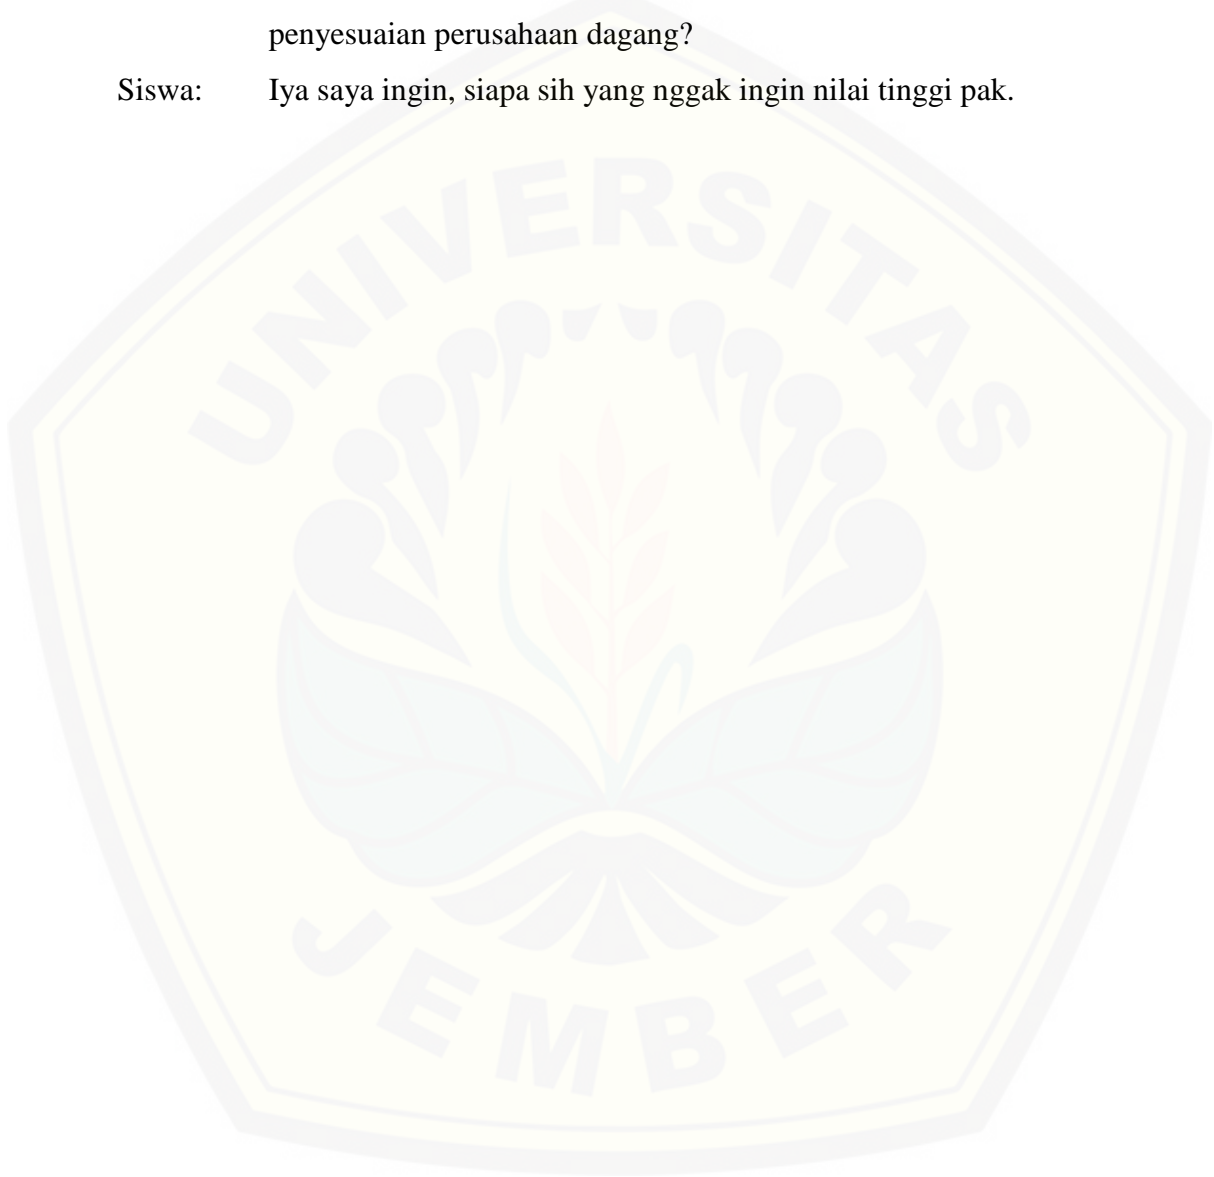 penyesuaian perusahaan dagang?
Siswa: Iya saya ingin, siapa sih yang nggak ingin nilai tinggi pak.
UNIVERSITAS
JEMBER